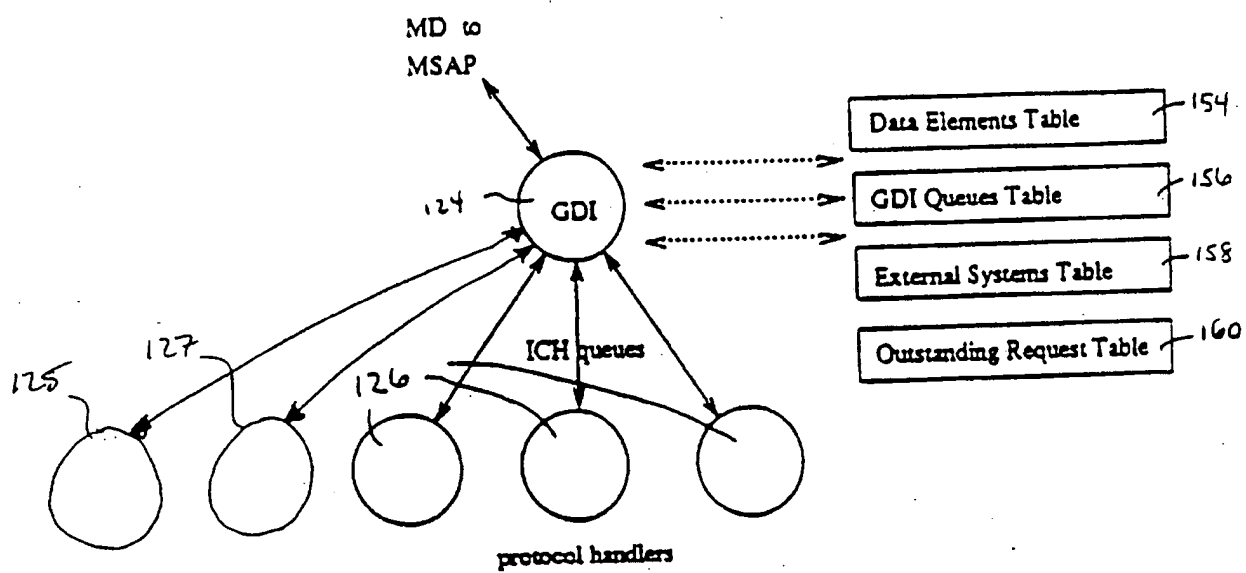 MD to
MSAP
Data Elements Table
154
124
GDI
GDI Queues Table
156
External Systems Table
158
ICH queues
Outstanding Request Table
160
125
127
126
protocol handlers